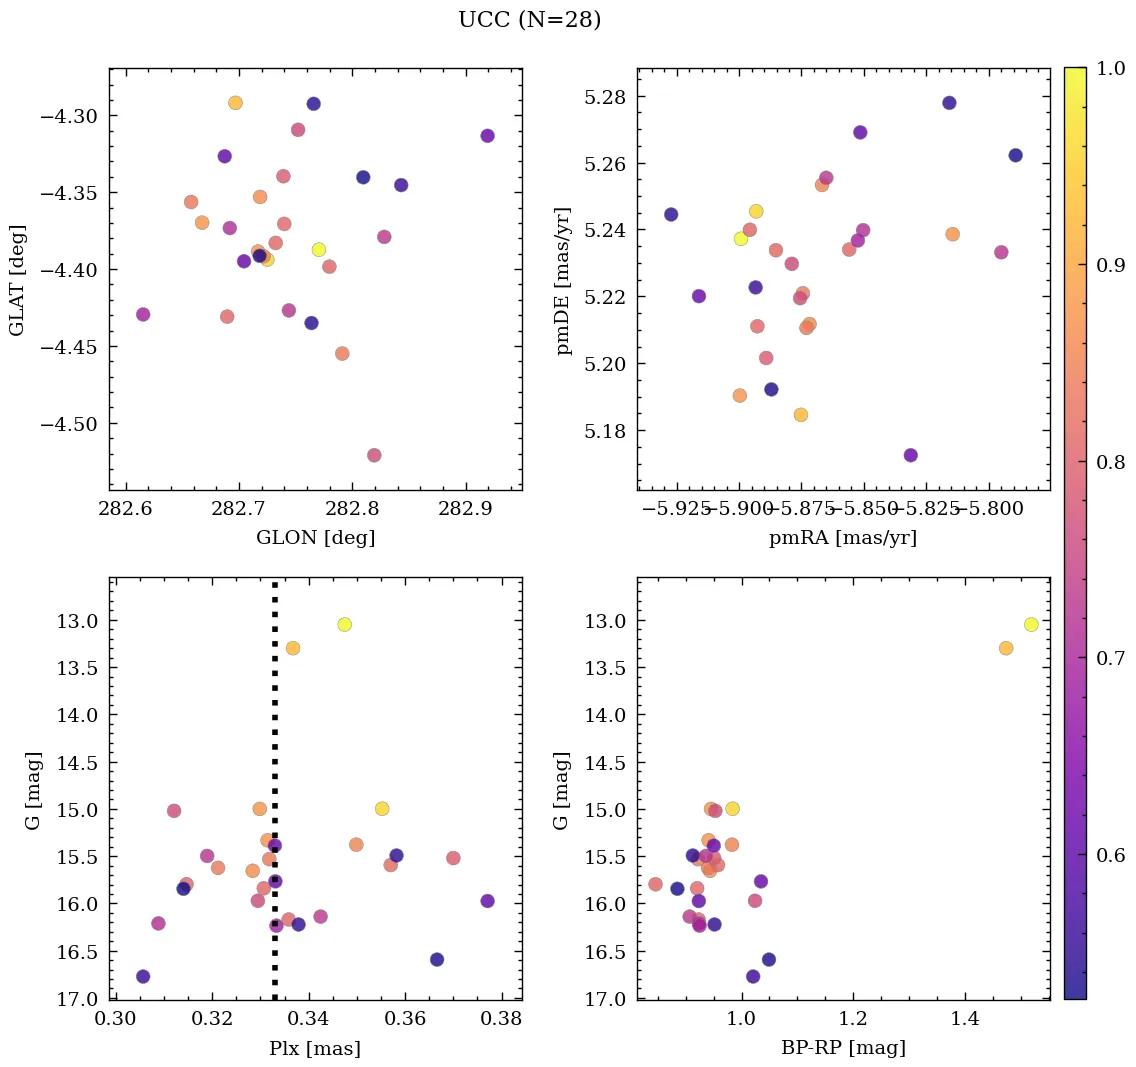 UCC (N=28)
−4.30
−4.35
−4.40
−4.45
−4.50
GLAT [deg]
282.6 282.7 282.8 282.9
GLON [deg]
5.28
5.26
5.24
5.22
5.20
5.18
pmDE [mas/yr]
−5.925 −5.900 −5.875 −5.850 −5.825 −5.800
pmRA [mas/yr]
1.0
0.9
0.8
0.7
0.6
13.0
13.5
14.0
14.5
15.0
15.5
16.0
16.5
17.0
G [mag]
0.30 0.32 0.34 0.36 0.38
Plx [mas]
13.0
13.5
14.0
14.5
15.0
15.5
16.0
16.5
17.0
G [mag]
1.0 1.2 1.4
BP-RP [mag]